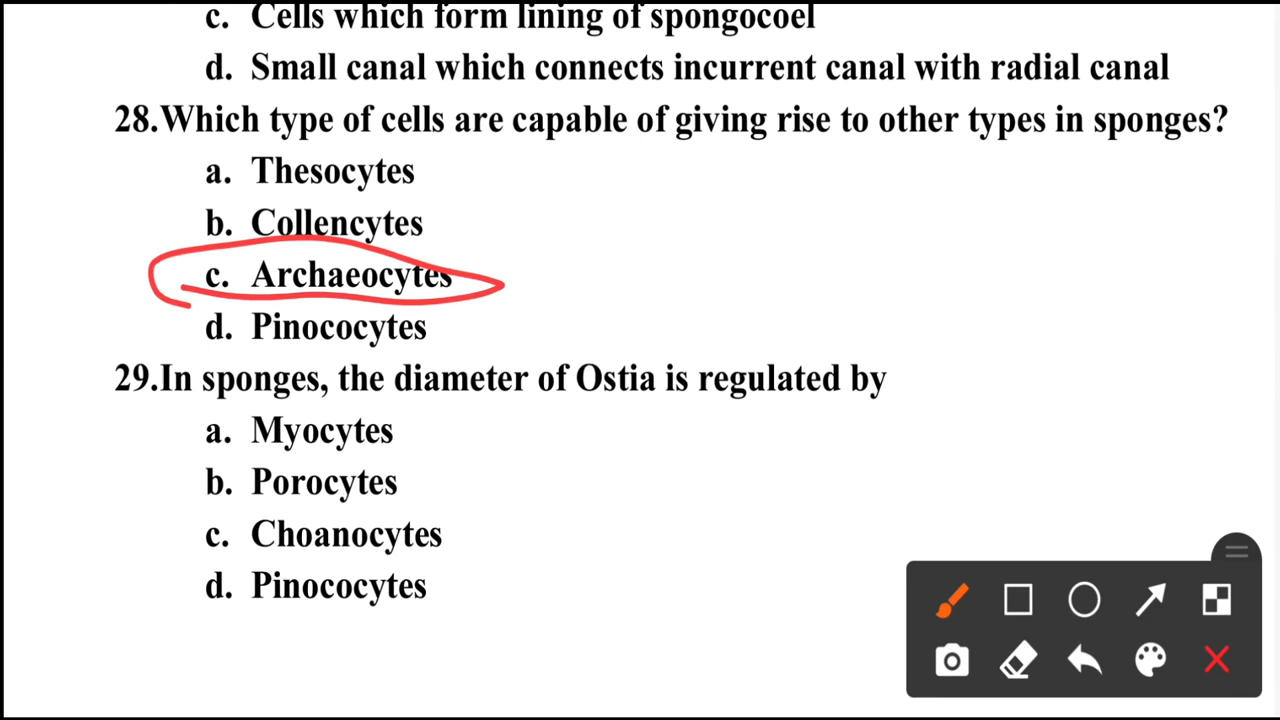 c. Cells which form lining of spongocoel
d. Small canal which connects incurrent canal with radial canal
28.Which type of cells are capable of giving rise to other types in sponges?
a. Thesocytes
b. Collencytes
c. Archaeocytes
d. Pinococytes
29.In sponges, the diameter of Ostia is regulated by
a. Myocytes
b. Porocytes
c. Choanocytes
d. Pinococytes